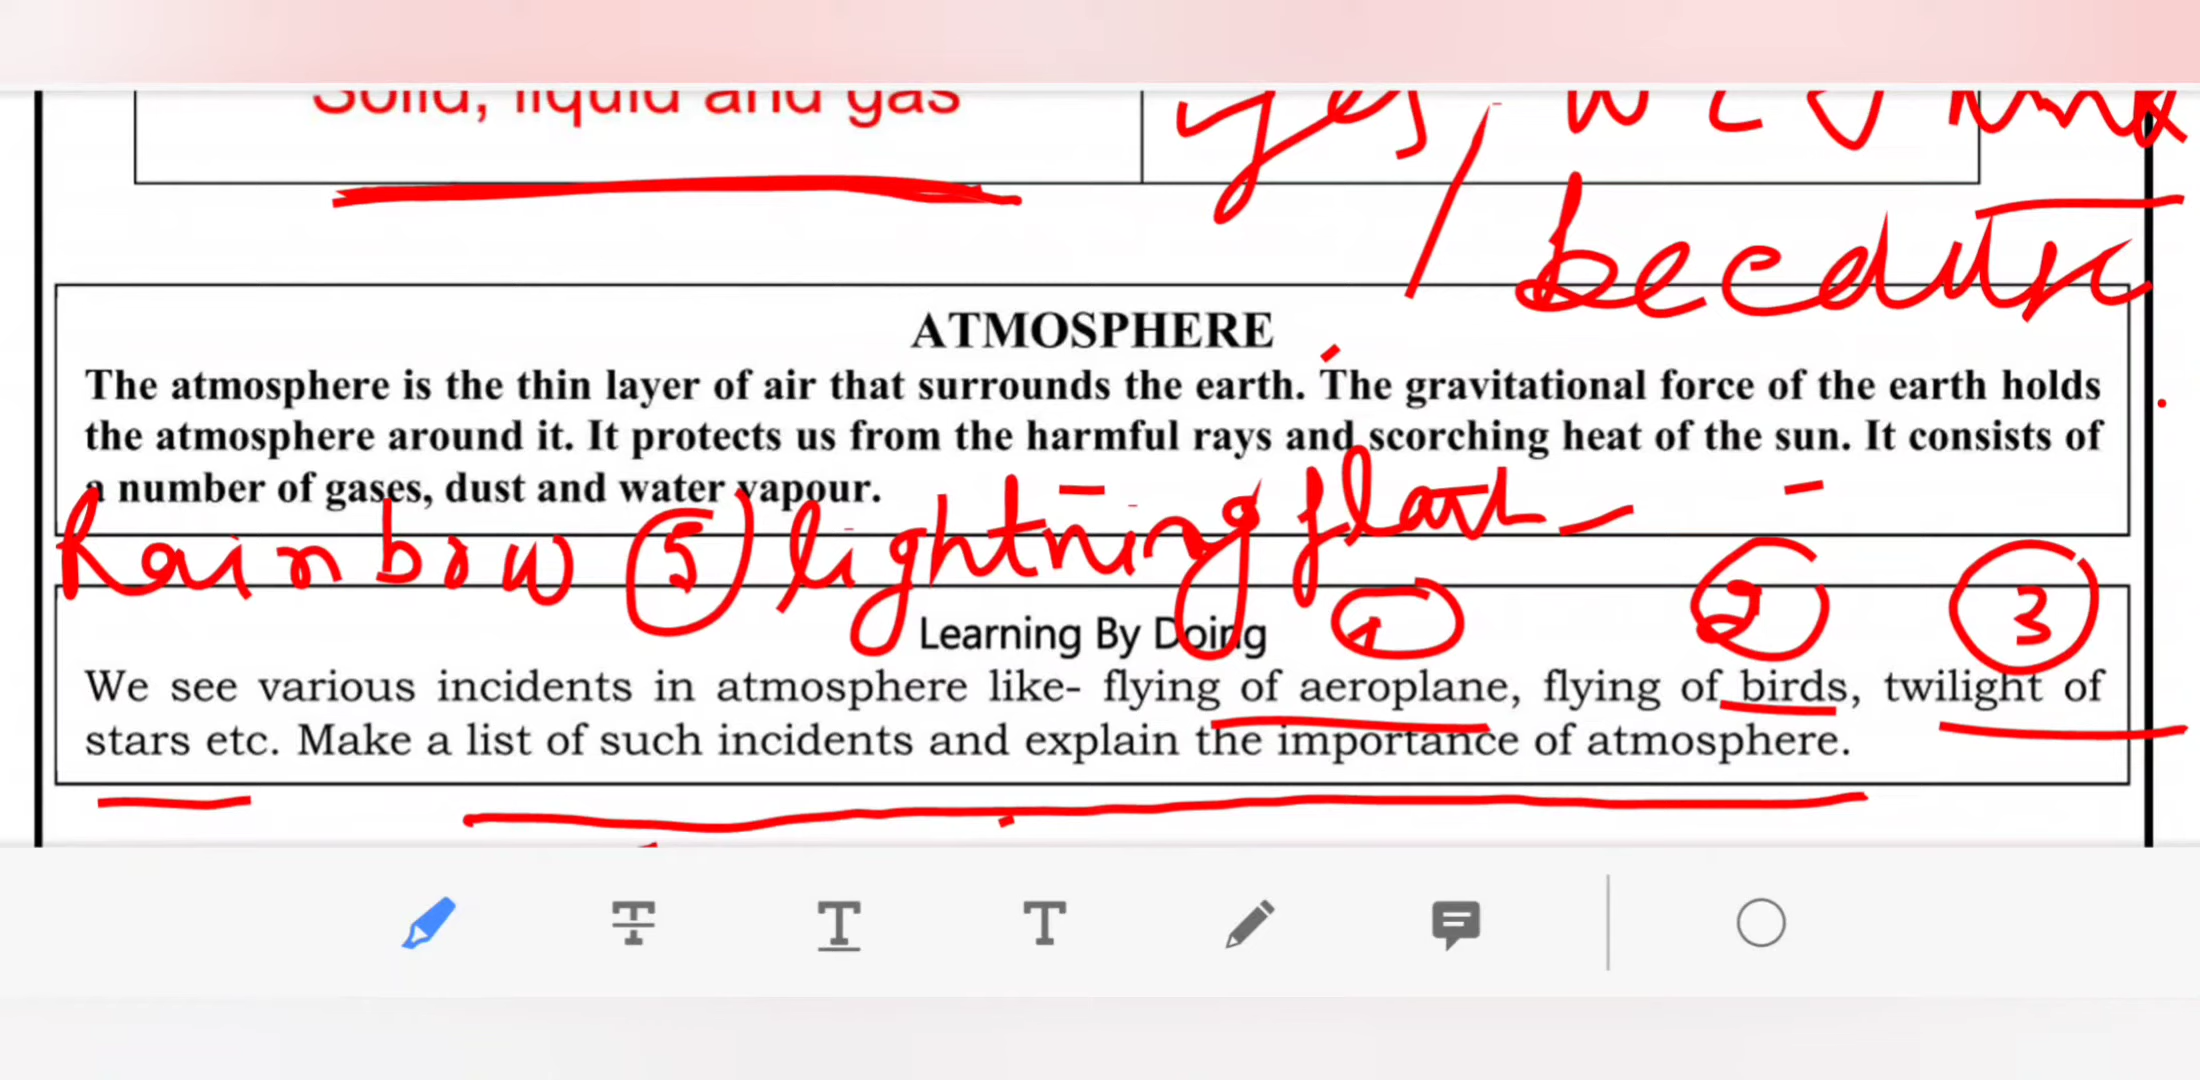 Solid, liquid and gas
yes,
because
ATMOSPHERE
The atmosphere is the thin layer of air that surrounds the earth. The gravitational force of the earth holds
the atmosphere around it. It protects us from the harmful rays and scorching heat of the sun. It consists of
a number of gases, dust and water vapour.
Rainbow 5 lightning
1 2 3
Learning By Doing
We see various incidents in atmosphere like- flying of aeroplane, flying of birds, twilight of
stars etc. Make a list of such incidents and explain the importance of atmosphere.